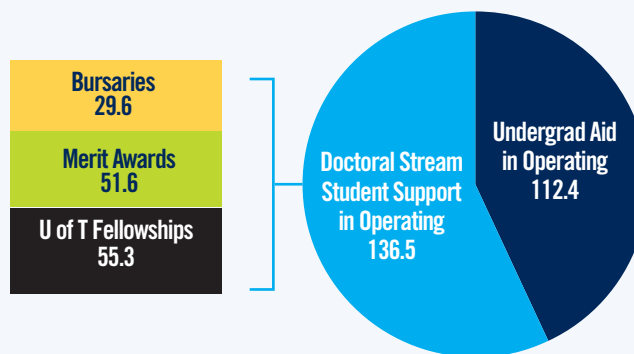 Bursaries
29.6
Merit Awards
51.6
U of T Fellowships
55.3
Doctoral Stream
Student Support
in Operating
136.5
Undergrad Aid
in Operating
112.4